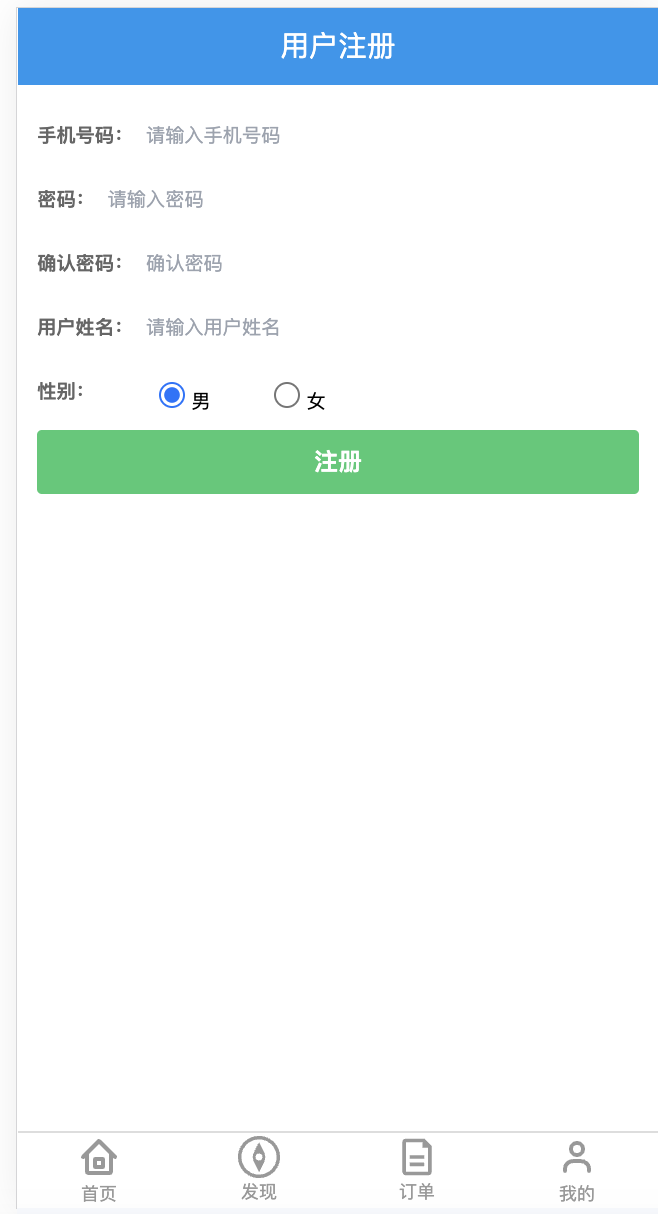 用户注册
手机号码： 请输入手机号码
密码： 请输入密码
确认密码： 确认密码
用户姓名： 请输入用户姓名
性别： 男 女
注册
首页 发现 订单 我的